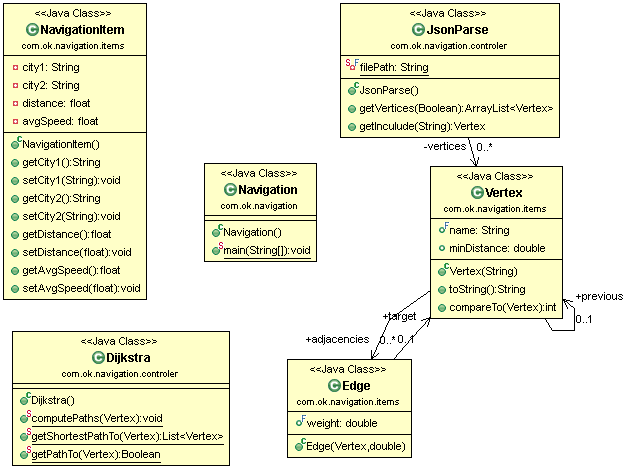 <<Java Class>>
NavigationItem
com.ok.navigation.items
city1: String
city2: String
distance: float
avgSpeed: float
NavigationItem()
getCity1():String
setCity1(String):void
getCity2():String
setCity2(String):void
getDistance():float
setDistance(float):void
getAvgSpeed():float
setAvgSpeed(float):void
<<Java Class>>
JsonParse
com.ok.navigation.controler
filePath: String
JsonParse()
getVertices(Boolean):ArrayList<Vertex>
getInculude(String):Vertex
-vertices
0..*
<<Java Class>>
Navigation
com.ok.navigation
Navigation()
main(String[]):void
<<Java Class>>
Vertex
com.ok.navigation.items
name: String
minDistance: double
Vertex(String)
toString():String
compareTo(Vertex):int
+previous
0..1
+target
+adjacencies
0..*
0..1
<<Java Class>>
Dijkstra
com.ok.navigation.controler
Dijkstra()
computePaths(Vertex):void
getShortestPathTo(Vertex):List<Vertex>
getPathTo(Vertex):Boolean
<<Java Class>>
Edge
com.ok.navigation.items
weight: double
Edge(Vertex,double)